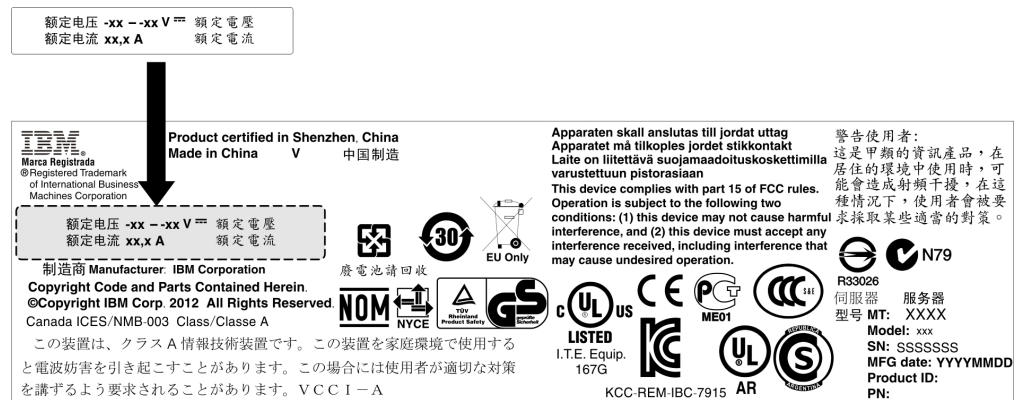 额定电压 -xx – -xx V 額定電壓
额定电流 xx,x A 額定電流
IBM®
Marca Registrada
® Registered Trademark
of International Business
Machines Corporation
Product certified in Shenzhen, China
Made in China V 中国制造
额定电压 -xx – -xx V 額定電壓
额定电流 xx,x A 額定電流
制造商 Manufacturer: IBM Corporation
Copyright Code and Parts Contained Herein.
©Copyright IBM Corp. 2012 All Rights Reserved.
Canada ICES/NMB-003 Class/Classe A
この装置は、クラス A 情報技術装置です。この装置を家庭環境で使用する
と電波妨害を引き起こすことがあります。この場合には使用者が適切な対策
を講ずるよう要求されることがあります。VCCI－A
廢電池請回收
30
EU Only
NOM
NYCE
TÜV
Rheinland
Product Safety
GS
geprüfte
Sicherheit
Apparaten skall anslutas till jordat uttag
Apparatet må tilkoples jordet stikkontakt
Laite on liitettävä suojamaadoituskoskettimilla
varustettuun pistorasiaan
This device complies with part 15 of FCC rules.
Operation is subject to the following two
conditions: (1) this device may not cause harmful
interference, and (2) this device must accept any
interference received, including interference that
may cause undesired operation.
C UL® US
LISTED
I.T.E. Equip.
167G
CE
PCT
ME01
CCC S&E
KC
KCC-REM-IBC-7915
UL®
AR
REPUBLICA
S
ARGENTINA
警告使用者:
這是甲類的資訊產品，在
居住的環境中使用時，可
能會造成射頻干擾，在這
種情況下，使用者會被要
求採取某些適當的對策。
R33026
N79
伺服器 服务器
型号 MT: XXXX
Model: xxx
SN: SSSSSSS
MFG date: YYYYMMDD
Product ID:
PN: